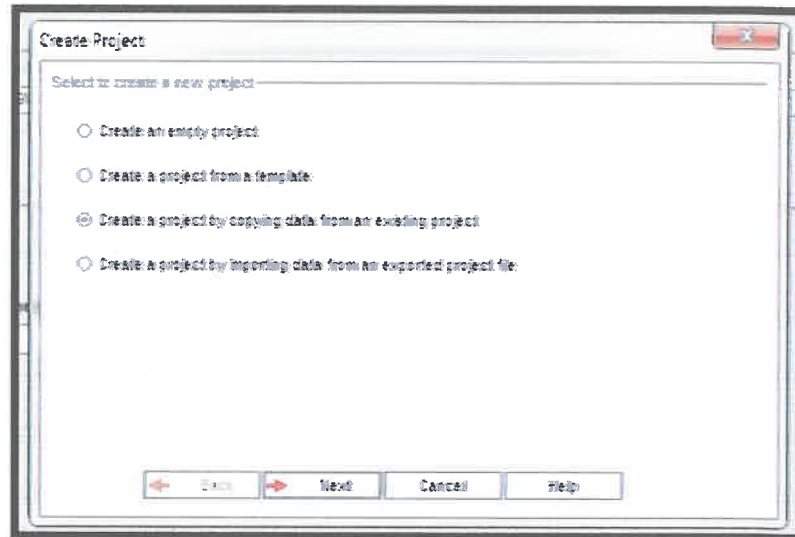 Create Project
Select to create a new project
Create an empty project
Create a project from a template
Create a project by copying data from an existing project
Create a project by importing data from an exported project file
Back
Next
Cancel
Help